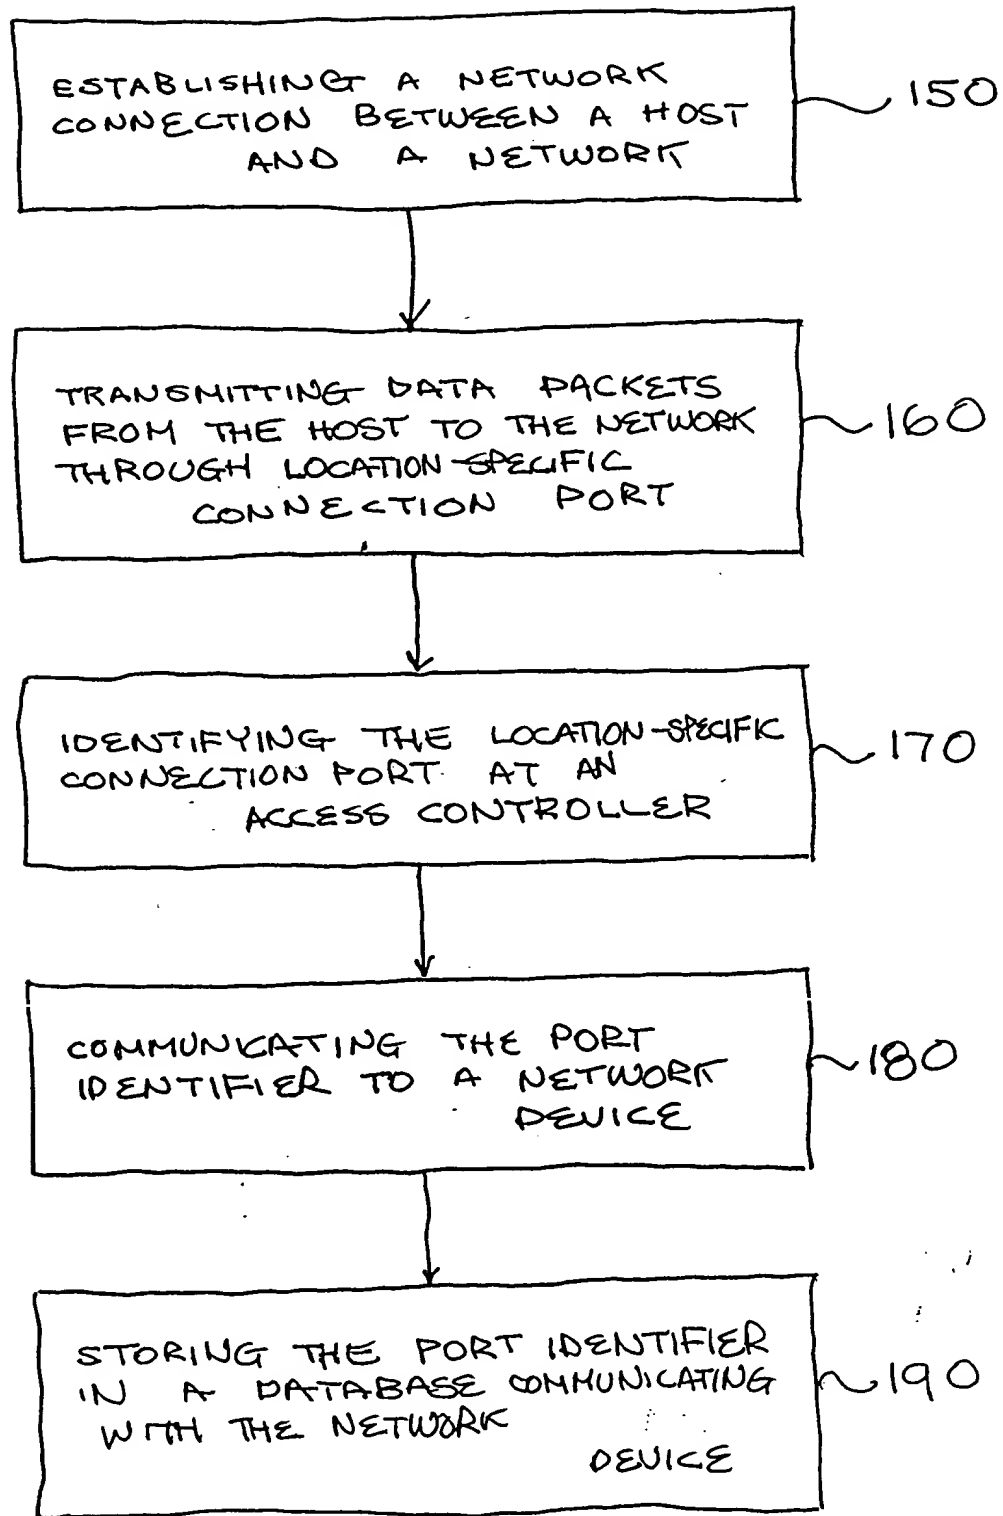 ESTABLISHING A NETWORK
CONNECTION BETWEEN A HOST
AND A NETWORK
150
TRANSMITTING DATA PACKETS
FROM THE HOST TO THE NETWORK
THROUGH LOCATION-SPECIFIC
CONNECTION PORT
160
IDENTIFYING THE LOCATION-SPECIFIC
CONNECTION PORT AT AN
ACCESS CONTROLLER
170
COMMUNICATING THE PORT
IDENTIFIER TO A NETWORK
DEVICE
180
STORING THE PORT IDENTIFIER
IN A DATABASE COMMUNICATING
WITH THE NETWORK
DEVICE
190